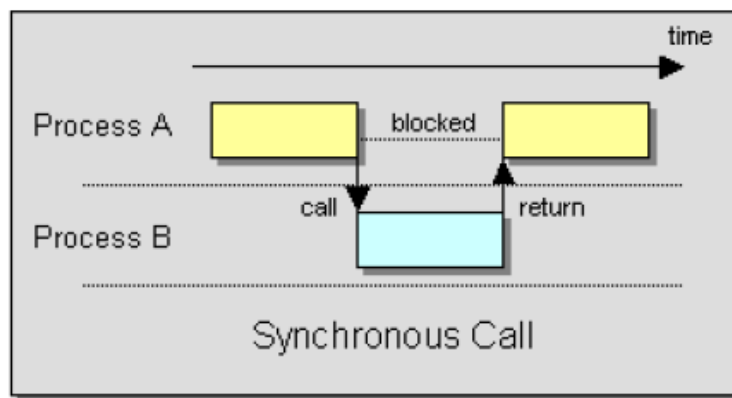 time
Process A
blocked
call
return
Process B
Synchronous Call